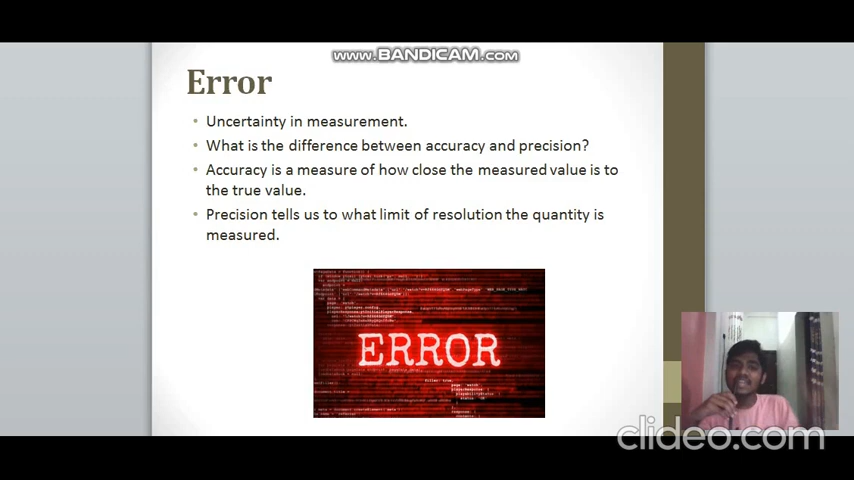 www.BANDICAM.com
Error
• Uncertainty in measurement.
• What is the difference between accuracy and precision?
• Accuracy is a measure of how close the measured value is to
the true value.
• Precision tells us to what limit of resolution the quantity is
measured.
ERROR
clideo.com